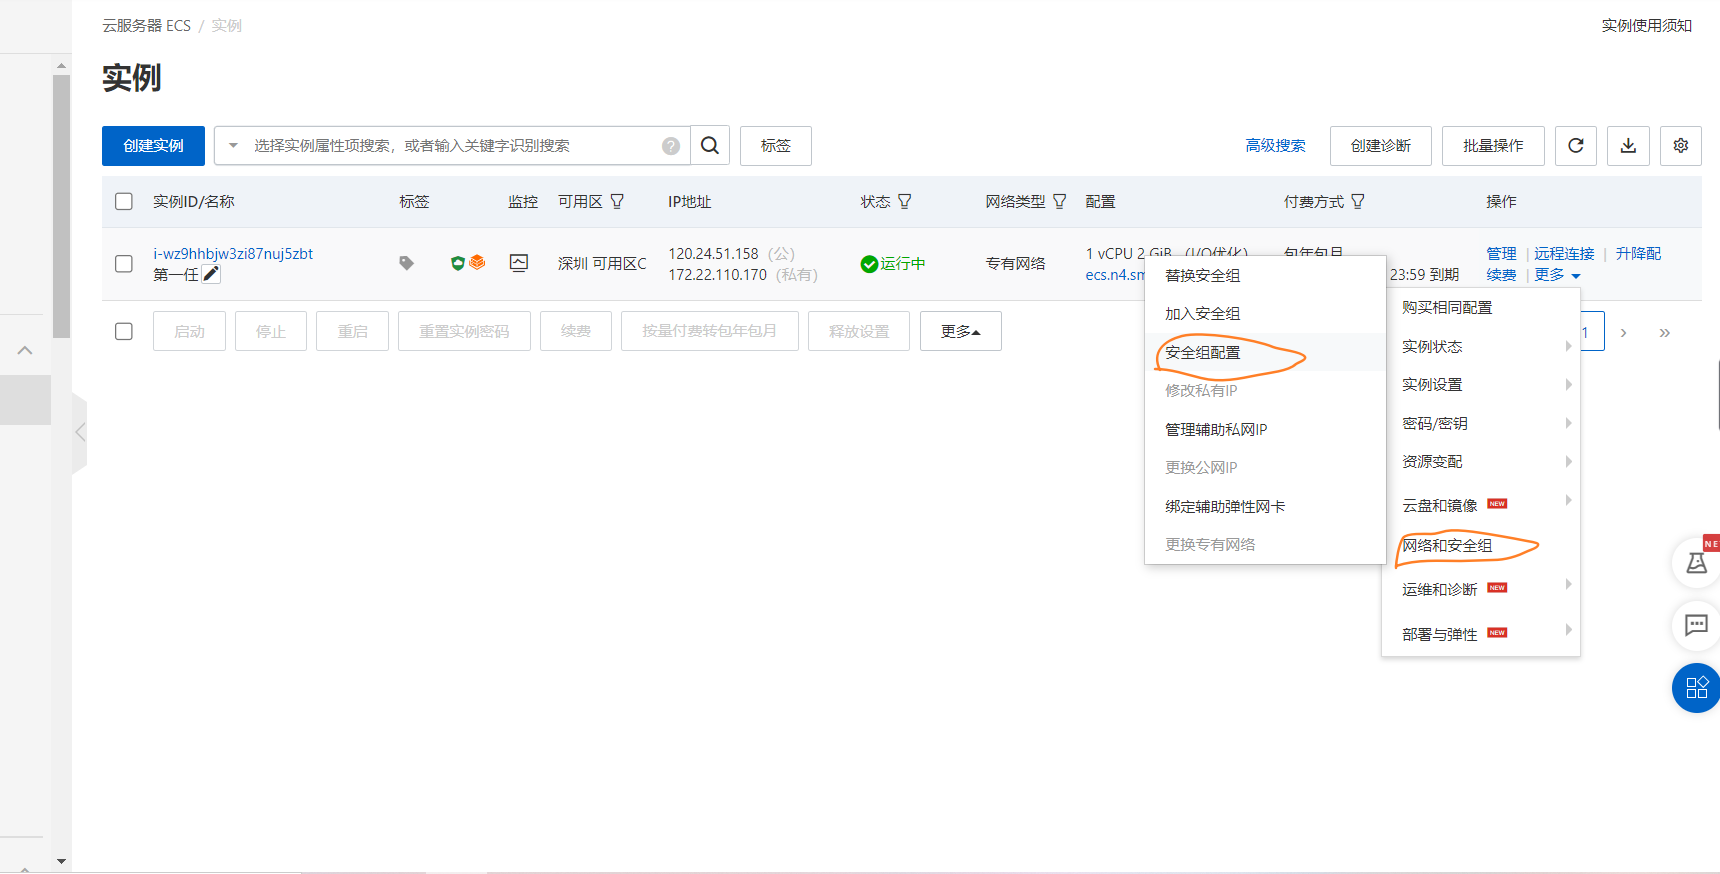 云服务器 ECS / 实例
实例使用须知
实例
创建实例
选择实例属性项搜索，或者输入关键字识别搜索
?
标签
高级搜索
创建诊断
批量操作
实例ID/名称 标签 监控 可用区 IP地址 状态 网络类型 配置 付费方式 操作
i-wz9hhbjw3zi87nuj5zbt
第一任
深圳 可用区C
120.24.51.158 (公)
172.22.110.170 (私有)
运行中
专有网络
1 vCPU 2 GiB (I/O优化)
ecs.n4.sm
包年包月
23:59 到期
管理 | 远程连接 | 升降配
续费 | 更多
启动 停止 重启 重置实例密码 续费 按量付费转包年包月 释放设置 更多
1 › »
替换安全组
加入安全组
安全组配置
修改私有IP
管理辅助私网IP
更换公网IP
绑定辅助弹性网卡
更换专有网络
购买相同配置
实例状态
实例设置
密码/密钥
资源变配
云盘和镜像 NEW
网络和安全组
运维和诊断 NEW
部署与弹性 NEW
NE